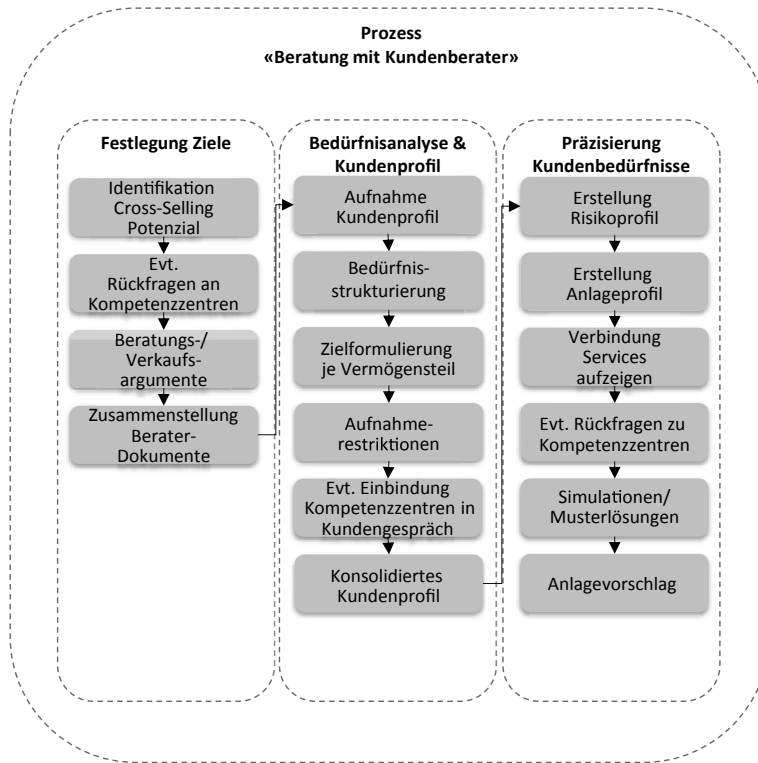 Prozess
«Beratung mit Kundenberater»
Festlegung Ziele
Identifikation
Cross-Selling
Potenzial
Evt.
Rückfragen an
Kompetenzzentren
Beratungs-/
Verkaufs-
argumente
Zusammenstellung
Berater-
Dokumente
Bedürfnisanalyse &
Kundenprofil
Aufnahme
Kundenprofil
Bedürfnis-
strukturierung
Zielformulierung
je Vermögensteil
Aufnahme-
restriktionen
Evt. Einbindung
Kompetenzzentren in
Kundengespräch
Konsolidiertes
Kundenprofil
Präzisierung
Kundenbedürfnisse
Erstellung
Risikoprofil
Erstellung
Anlageprofil
Verbindung
Services
aufzeigen
Evt. Rückfragen zu
Kompetenzzentren
Simulationen/
Musterlösungen
Anlagevorschlag